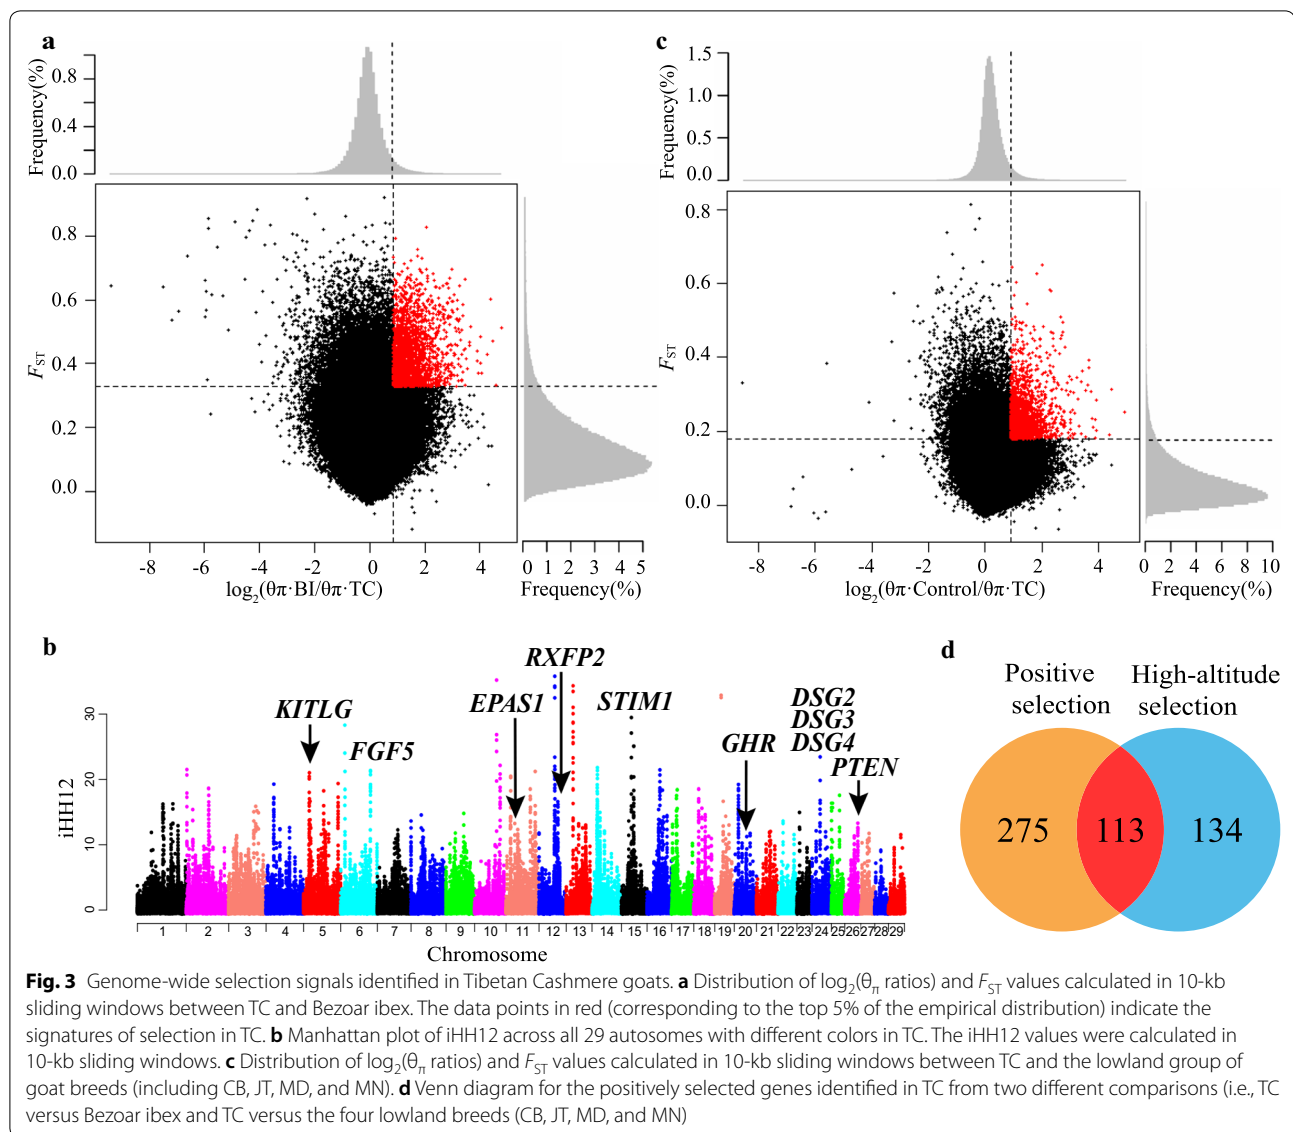 a
Frequency(%)
0.8
0.4
0.0
F_ST
0.8
0.6
0.4
0.2
0.0
-8 -6 -4 -2 0 2 4
log₂(θπ·BI/θπ·TC)
0 1 2 3 4 5
Frequency(%)
c
Frequency(%)
1.5
1.0
0.5
0.0
F_ST
0.8
0.6
0.4
0.2
0.0
-8 -6 -4 -2 0 2 4
log₂(θπ·Control/θπ·TC)
0 2 4 6 8 10
Frequency(%)
b
iHH12
30
20
10
0
KITLG
FGF5
EPAS1
RXFP2
STIM1
GHR
DSG2
DSG3
DSG4
PTEN
1 2 3 4 5 6 7 8 9 10 11 12 13 14 15 16 17 18 19 20 21 22 23 24 25 26 27 28 29
Chromosome
d
Positive
selection
High-altitude
selection
275 113 134
Fig. 3 Genome-wide selection signals identified in Tibetan Cashmere goats. a Distribution of log₂(θπ ratios) and F_ST values calculated in 10-kb
sliding windows between TC and Bezoar ibex. The data points in red (corresponding to the top 5% of the empirical distribution) indicate the
signatures of selection in TC. b Manhattan plot of iHH12 across all 29 autosomes with different colors in TC. The iHH12 values were calculated in
10-kb sliding windows. c Distribution of log₂(θπ ratios) and F_ST values calculated in 10-kb sliding windows between TC and the lowland group of
goat breeds (including CB, JT, MD, and MN). d Venn diagram for the positively selected genes identified in TC from two different comparisons (i.e., TC
versus Bezoar ibex and TC versus the four lowland breeds (CB, JT, MD, and MN)